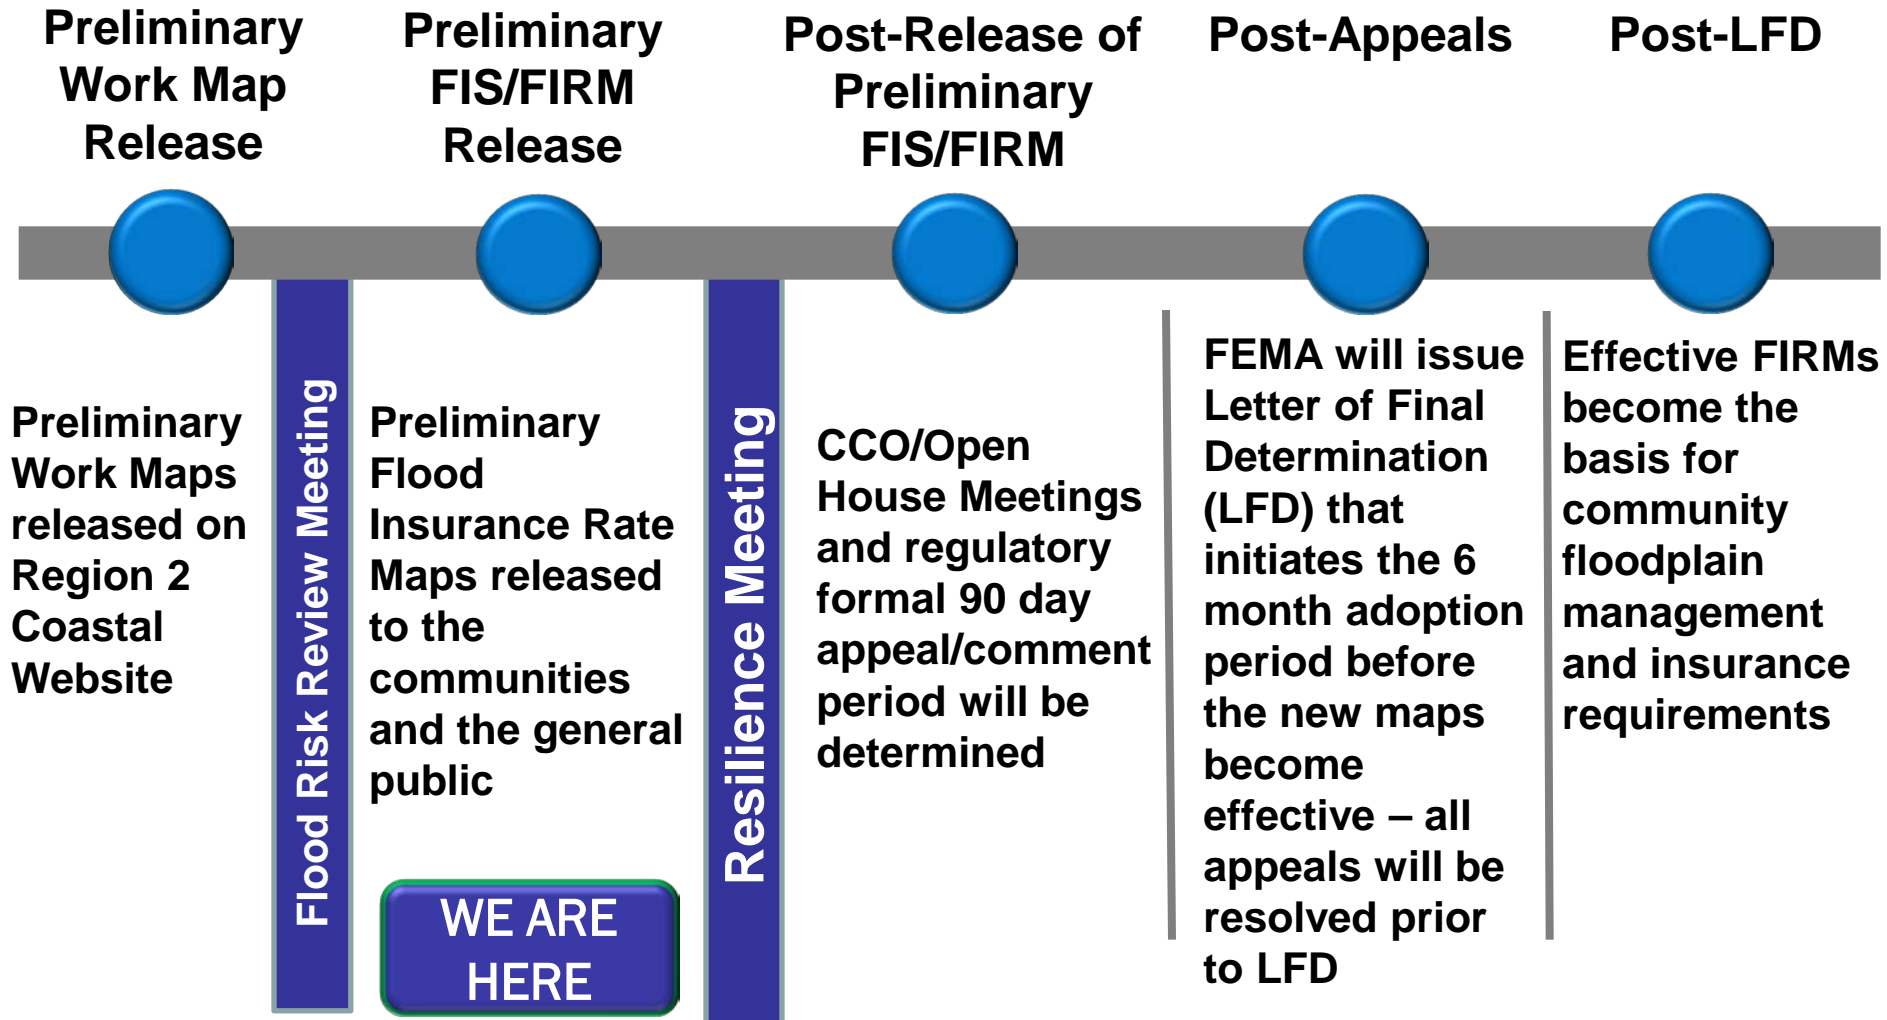 Preliminary
Work Map
Release
Preliminary
FIS/FIRM
Release
Post-Release of
Preliminary
FIS/FIRM
Post-Appeals
Post-LFD
Preliminary
Work Maps
released on
Region 2
Coastal
Website
Flood Risk Review Meeting
Preliminary
Flood
Insurance Rate
Maps released
to the
communities
and the general
public
WE ARE
HERE
Resilience Meeting
CCO/Open
House Meetings
and regulatory
formal 90 day
appeal/comment
period will be
determined
FEMA will issue
Letter of Final
Determination
(LFD) that
initiates the 6
month adoption
period before
the new maps
become
effective – all
appeals will be
resolved prior
to LFD
Effective FIRMs
become the
basis for
community
floodplain
management
and insurance
requirements